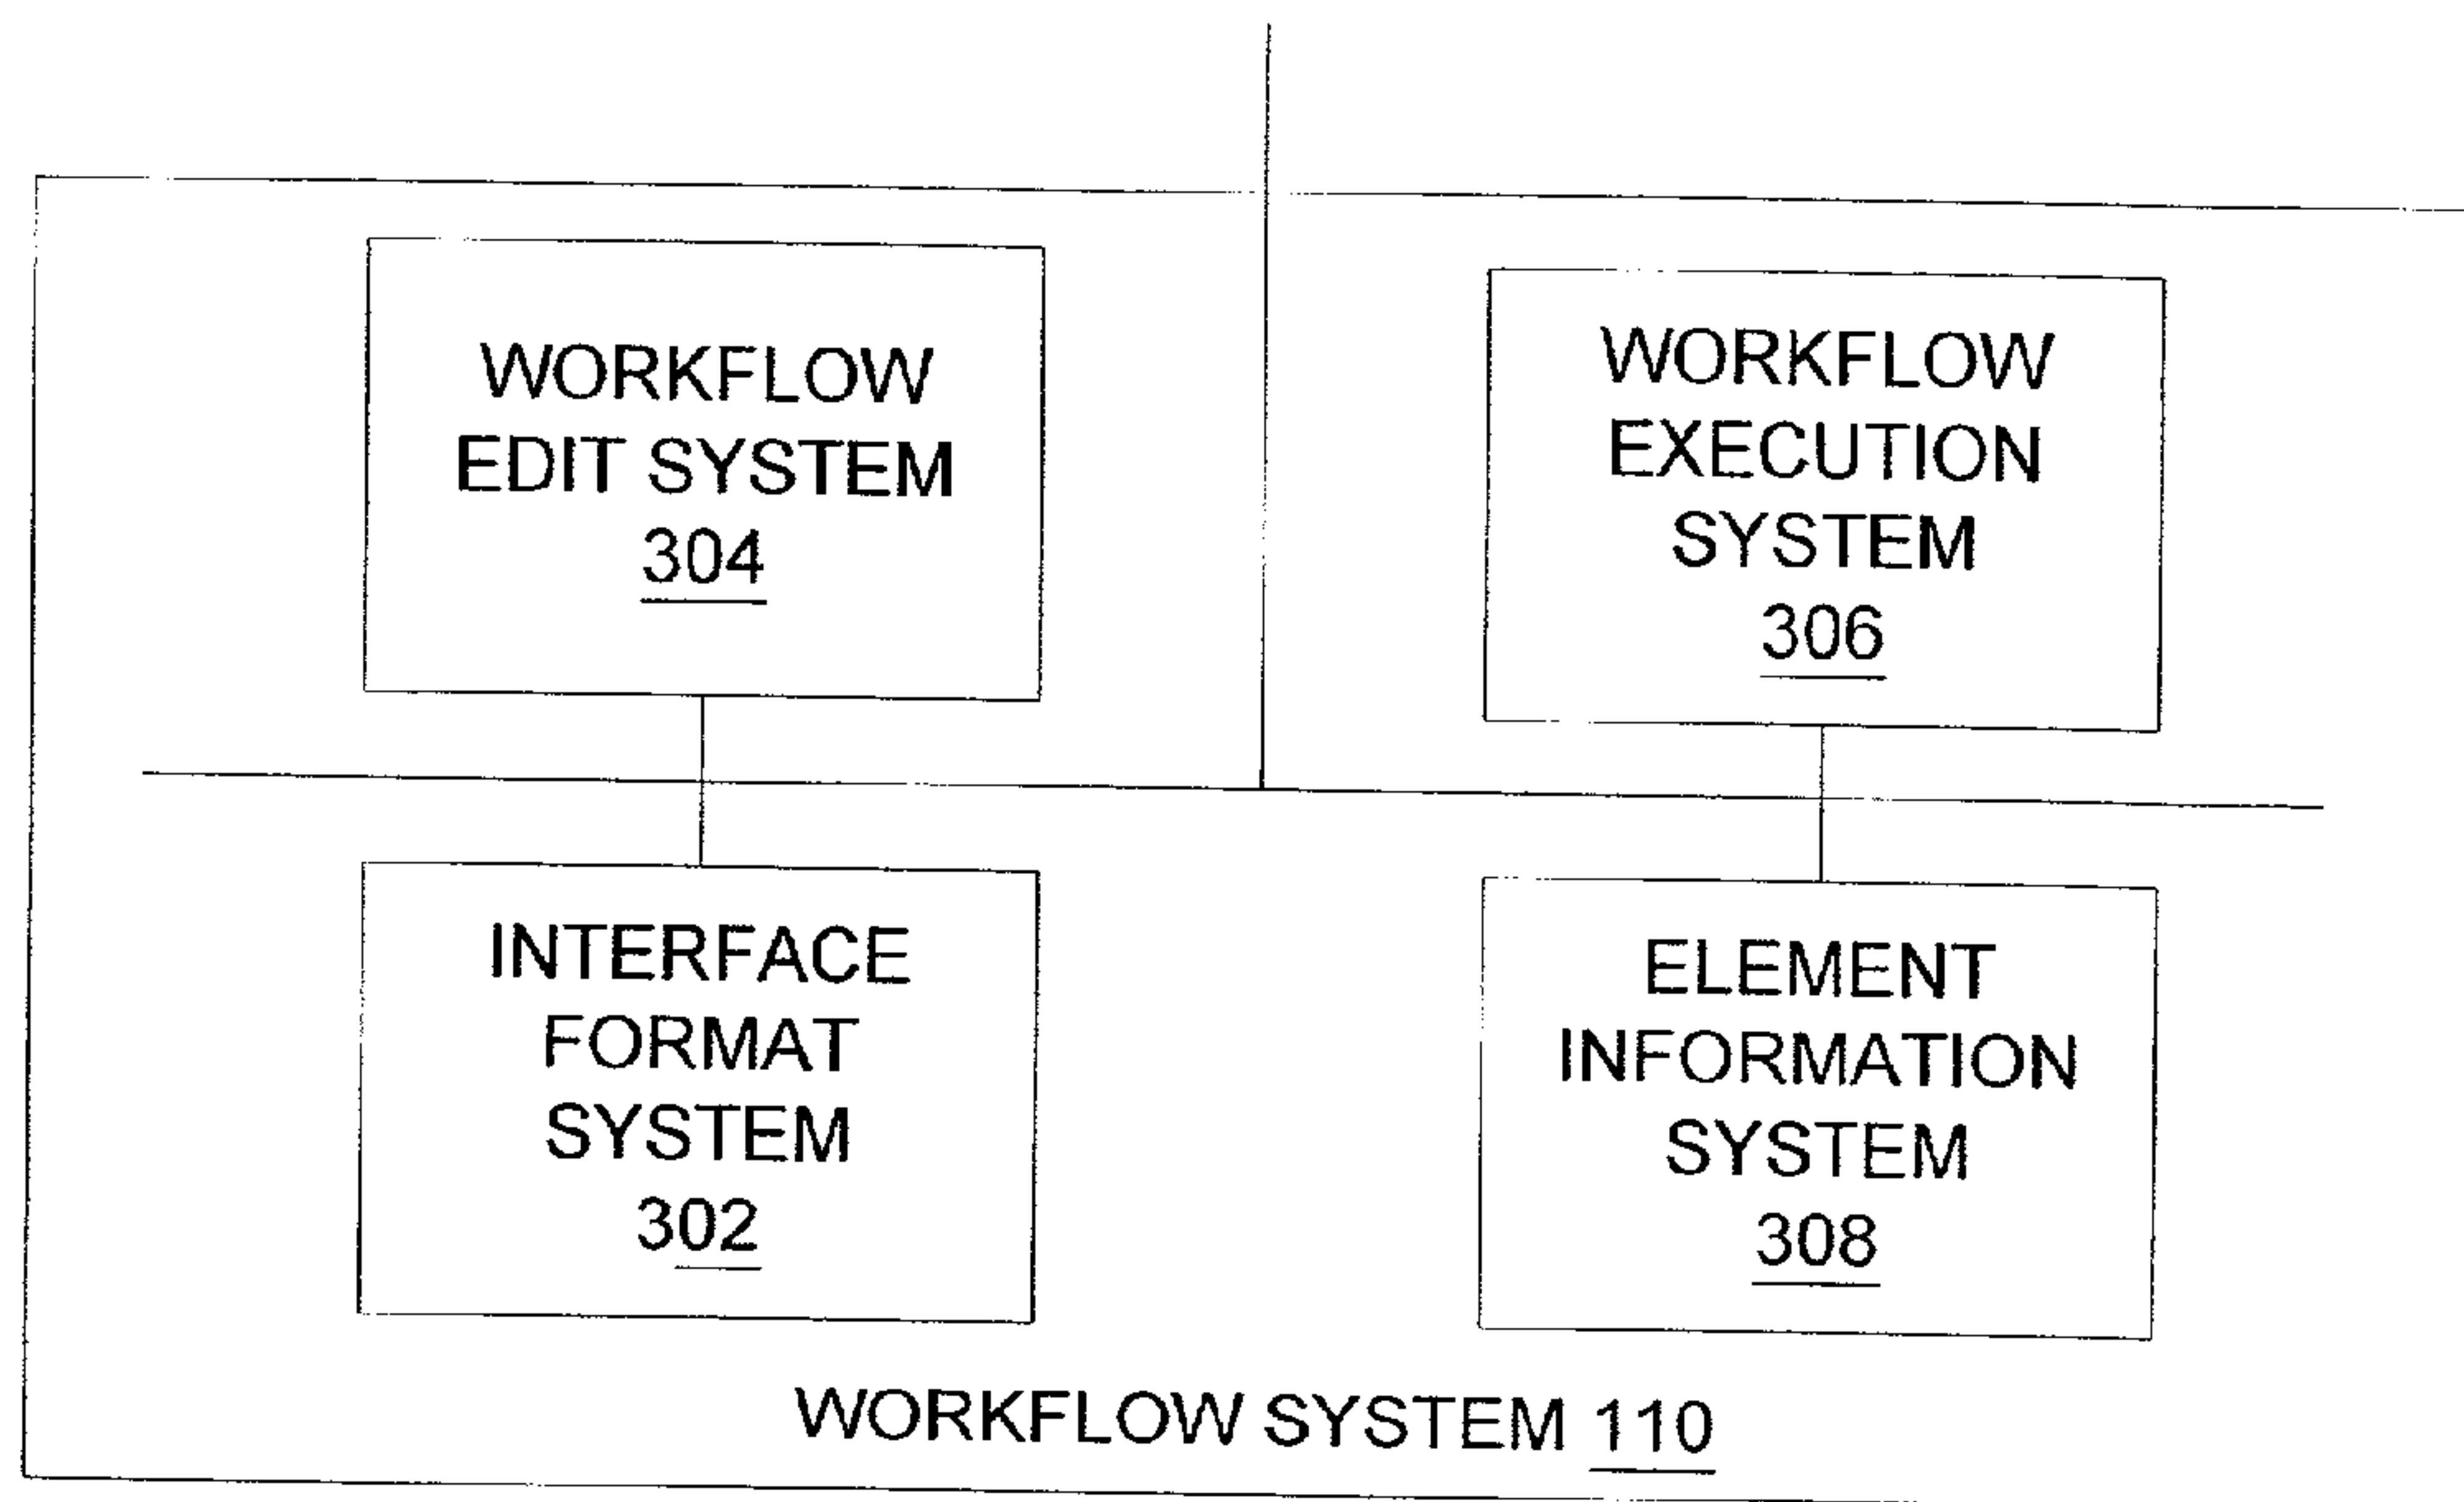 WORKFLOW
EDIT SYSTEM
304
WORKFLOW
EXECUTION
SYSTEM
306
INTERFACE
FORMAT
SYSTEM
302
ELEMENT
INFORMATION
SYSTEM
308
WORKFLOW SYSTEM 110